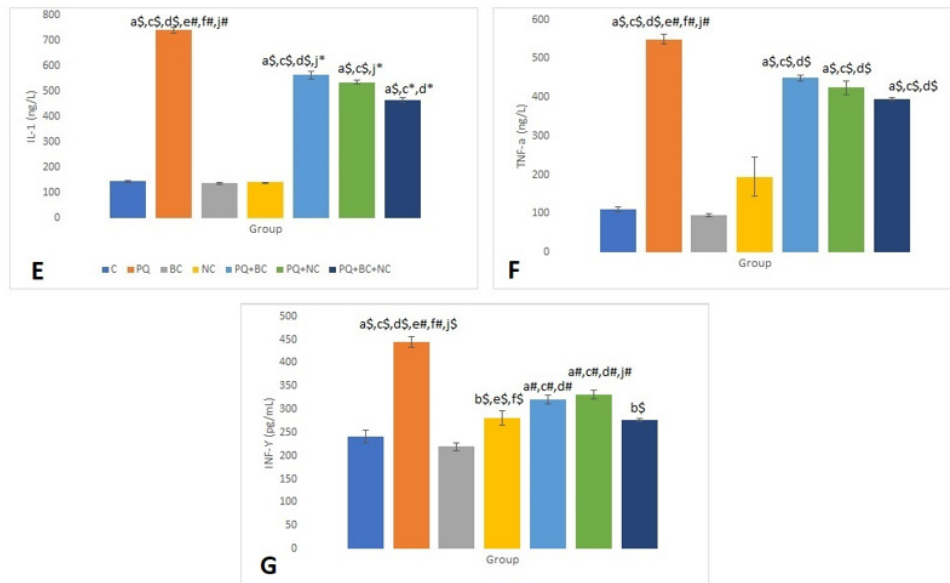 a$,c$,d$,e#,f#,j#
a$,c$,d$,j*
a$,c$,j*
a$,c*,d*
IL-1 (ng/L)
800
700
600
500
400
300
200
100
0
Group
E
C PQ BC NC PQ+BC PQ+NC PQ+BC+NC
a$,c$,d$,e#,f#,j#
a$,c$,d$
a$,c$,d$
a$,c$,d$
TNF-a (ng/L)
600
500
400
300
200
100
0
Group
F
a$,c$,d$,e#,f#,j$
b$,e$,f$
a#,c#,d#
a#,c#,d#,j#
b$
INF-Y (pg/mL)
500
450
400
350
300
250
200
150
100
50
0
Group
G